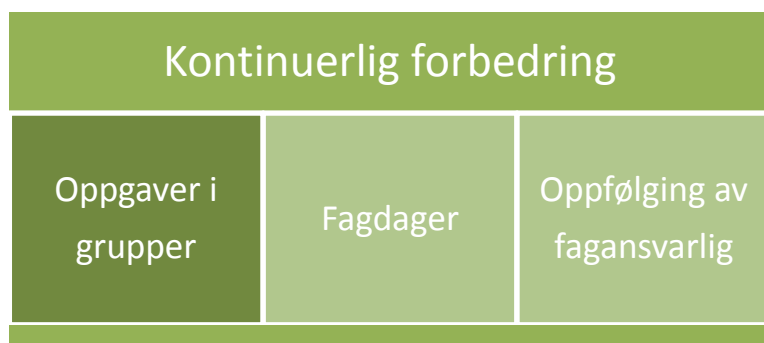 Kontinuerlig forbedring
Oppgaver i
grupper
Fagdager
Oppfølging av
fagansvarlig